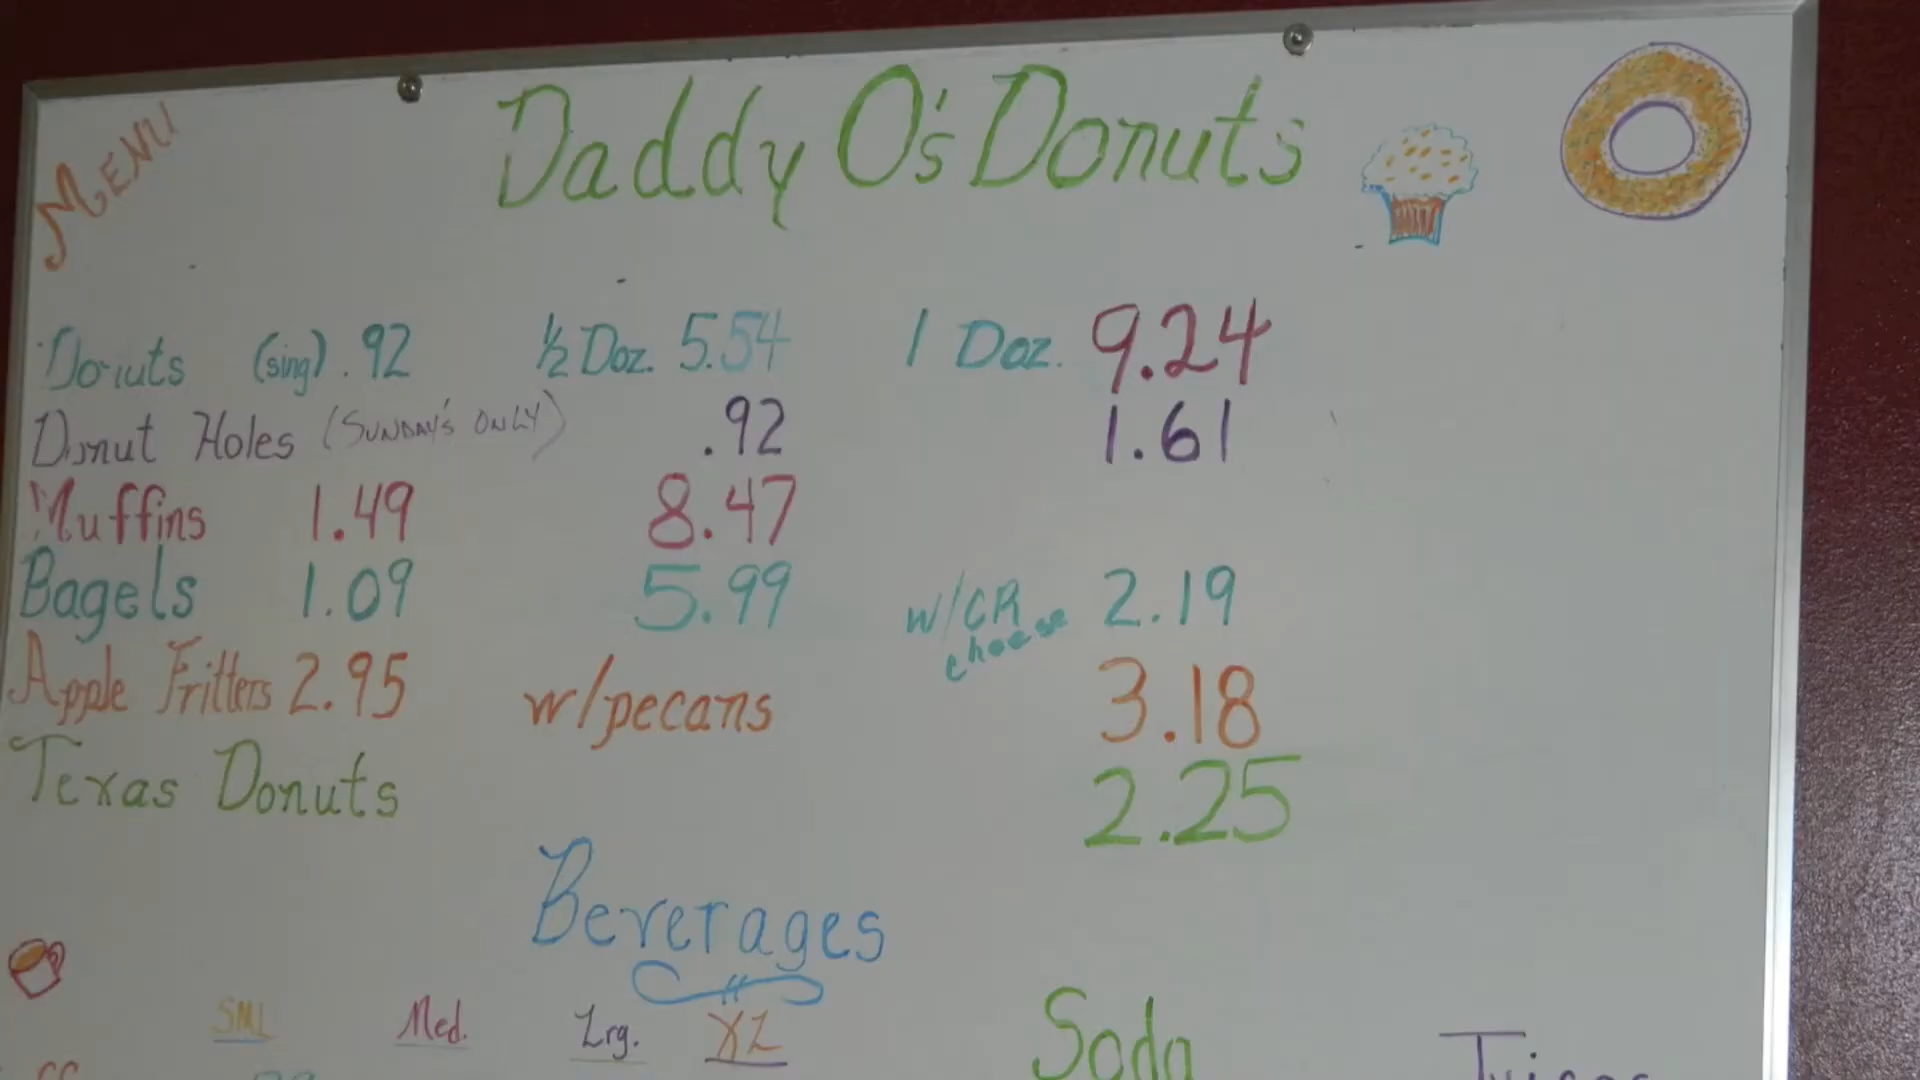 MENU
Daddy O's Donuts
Donuts (sing) .92 1/2 Doz. 5.54 1 Doz. 9.24
Donut Holes (SUNDAY'S ONLY) .92 1.61
Muffins 1.49 8.47
Bagels 1.09 5.99 w/CR cheese 2.19
Apple Fritters 2.95 w/pecans 3.18
Texas Donuts 2.25
Beverages
SML Med. Lrg. XL
Soda